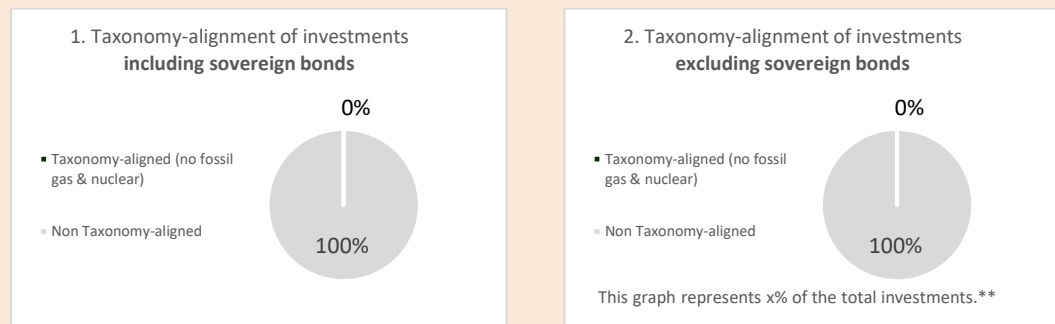 1. Taxonomy-alignment of investments
including sovereign bonds
0%
Taxonomy-aligned (no fossil
gas & nuclear)
Non Taxonomy-aligned
100%
2. Taxonomy-alignment of investments
excluding sovereign bonds
0%
Taxonomy-aligned (no fossil
gas & nuclear)
Non Taxonomy-aligned
100%
This graph represents x% of the total investments.**